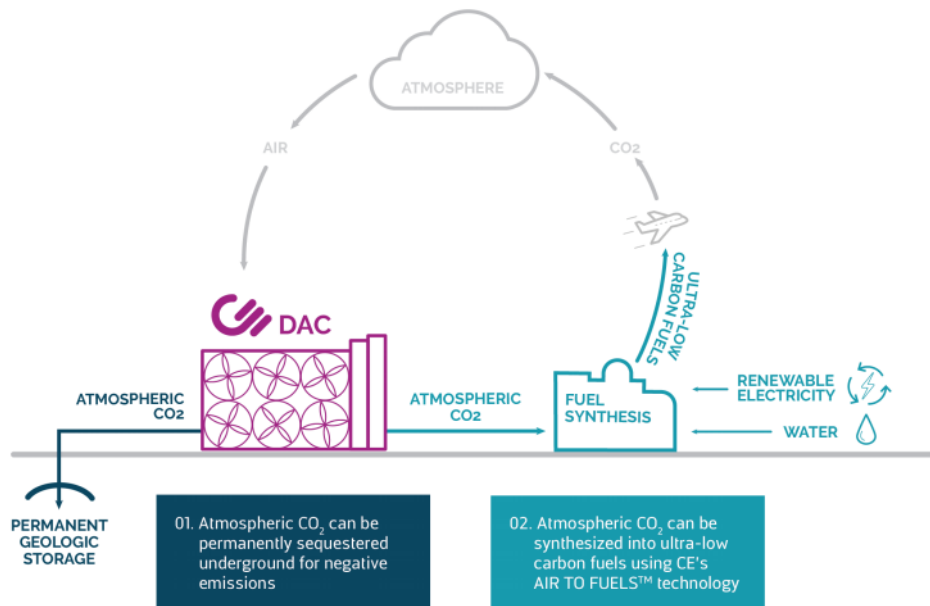 ATMOSPHERE
AIR
CO2
ULTRA-LOW
CARBON FUELS
DAC
ATMOSPHERIC
CO2
ATMOSPHERIC
CO2
FUEL
SYNTHESIS
RENEWABLE
ELECTRICITY
WATER
PERMANENT
GEOLOGIC
STORAGE
01. Atmospheric CO₂ can be
permanently sequestered
underground for negative
emissions
02. Atmospheric CO₂ can be
synthesized into ultra-low
carbon fuels using CE's
AIR TO FUELS™ technology